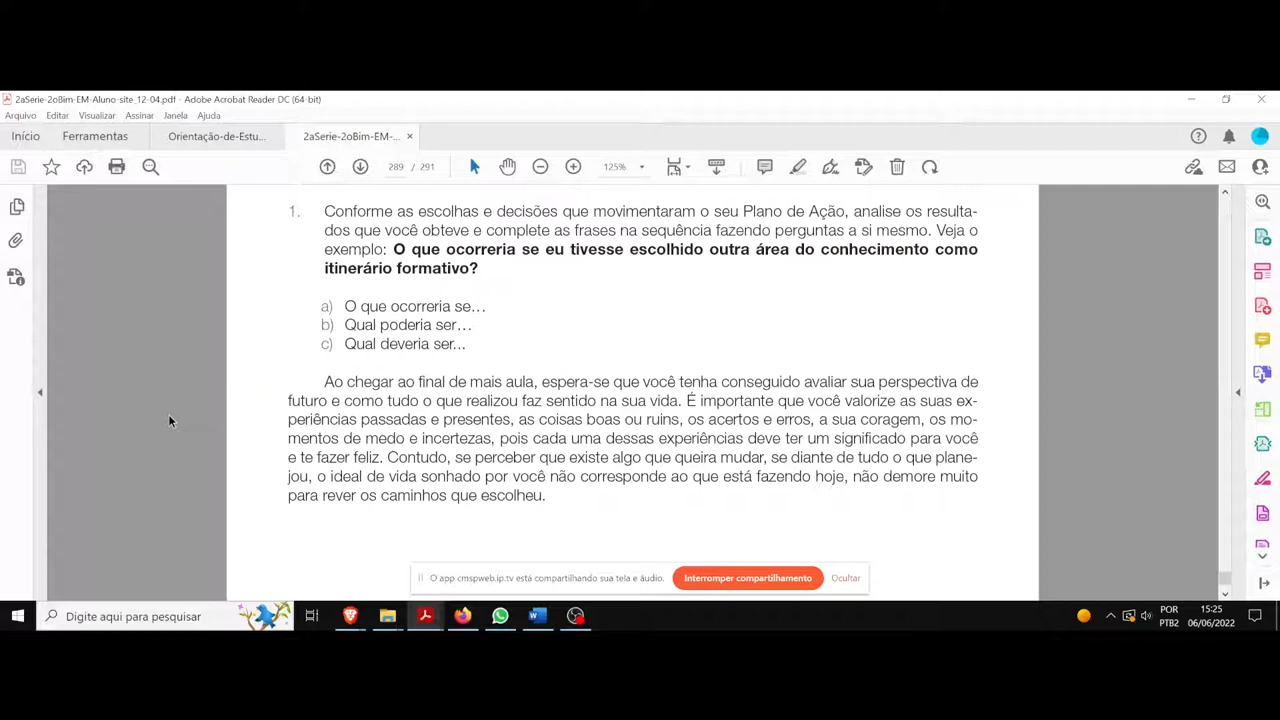 2aSerie-2oBim-EM-Aluno-site_12-04.pdf - Adobe Acrobat Reader DC (64-bit)
Arquivo Editar Visualizar Assinar Janela Ajuda
Início Ferramentas Orientação-de-Estu... 2aSerie-2oBim-EM-... ×
289 / 291 125%
1. Conforme as escolhas e decisões que movimentaram o seu Plano de Ação, analise os resulta-
dos que você obteve e complete as frases na sequência fazendo perguntas a si mesmo. Veja o
exemplo: O que ocorreria se eu tivesse escolhido outra área do conhecimento como
itinerário formativo?
a) O que ocorreria se...
b) Qual poderia ser...
c) Qual deveria ser...
Ao chegar ao final de mais aula, espera-se que você tenha conseguido avaliar sua perspectiva de
futuro e como tudo o que realizou faz sentido na sua vida. É importante que você valorize as suas ex-
periências passadas e presentes, as coisas boas ou ruins, os acertos e erros, a sua coragem, os mo-
mentos de medo e incertezas, pois cada uma dessas experiências deve ter um significado para você
e te fazer feliz. Contudo, se perceber que existe algo que queira mudar, se diante de tudo o que plane-
jou, o ideal de vida sonhado por você não corresponde ao que está fazendo hoje, não demore muito
para rever os caminhos que escolheu.
O app cmspweb.ip.tv está compartilhando sua tela e áudio. Interromper compartilhamento Ocultar
Digite aqui para pesquisar
POR 15:25
PTB2 06/06/2022